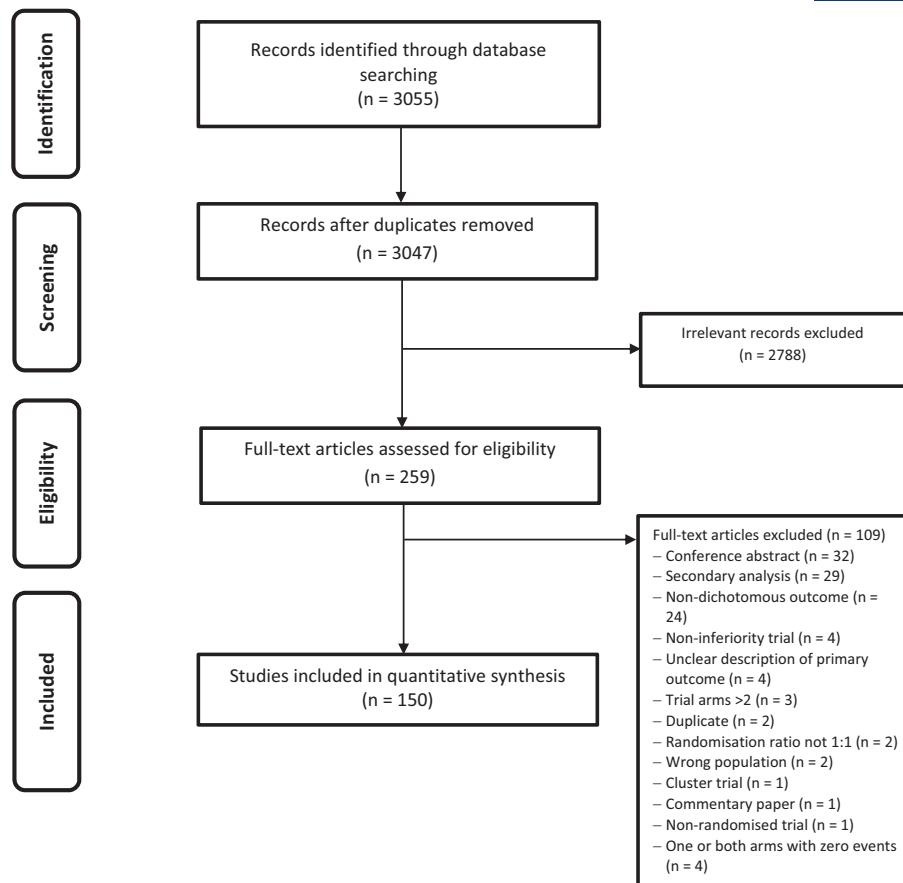 Identification
Records identified through database
searching
(n = 3055)
Screening
Records after duplicates removed
(n = 3047)
Irrelevant records excluded
(n = 2788)
Eligibility
Full-text articles assessed for eligibility
(n = 259)
Full-text articles excluded (n = 109)
– Conference abstract (n = 32)
– Secondary analysis (n = 29)
– Non-dichotomous outcome (n =
24)
– Non-inferiority trial (n = 4)
– Unclear description of primary
outcome (n = 4)
– Trial arms >2 (n = 3)
– Duplicate (n = 2)
– Randomisation ratio not 1:1 (n = 2)
– Wrong population (n = 2)
– Cluster trial (n = 1)
– Commentary paper (n = 1)
– Non-randomised trial (n = 1)
– One or both arms with zero events
(n = 4)
Included
Studies included in quantitative synthesis
(n = 150)